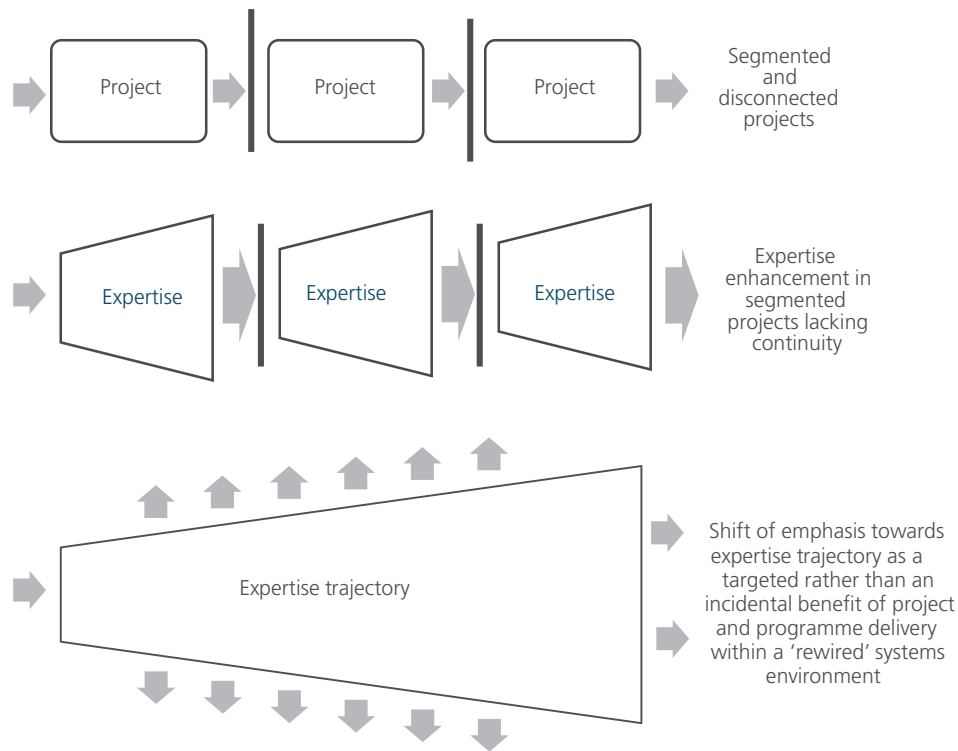 Project
Project
Project
Segmented
and
disconnected
projects
Expertise
Expertise
Expertise
Expertise
enhancement in
segmented
projects lacking
continuity
Expertise trajectory
Shift of emphasis towards
expertise trajectory as a
targeted rather than an
incidental benefit of project
and programme delivery
within a ‘rewired’ systems
environment